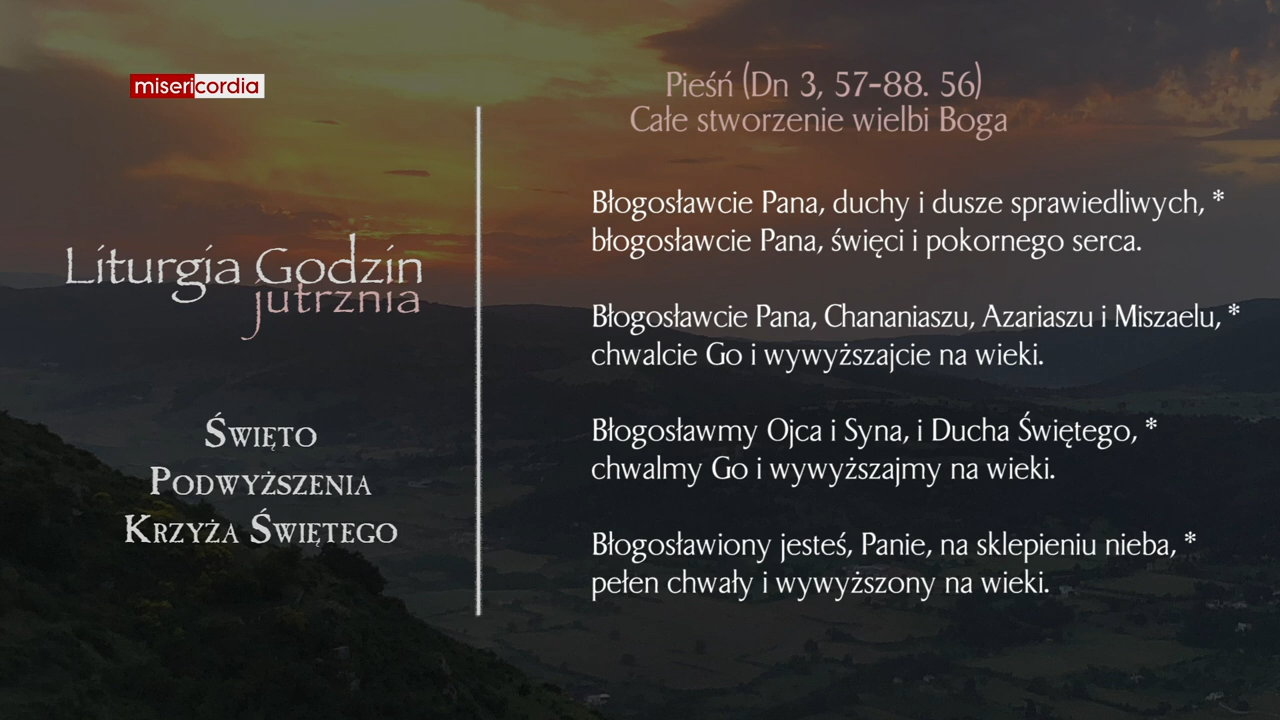 misericordia
Liturgia Godzin
jutrznia
Święto
Podwyższenia
Krzyża Świętego
Pieśń (Dn 3, 57-88. 56)
Całe stworzenie wielbi Boga
Błogosławcie Pana, duchy i dusze sprawiedliwych, *
błogosławcie Pana, święci i pokornego serca.
Błogosławcie Pana, Chananiaszu, Azariaszu i Miszaelu, *
chwalcie Go i wywyższajcie na wieki.
Błogosławmy Ojca i Syna, i Ducha Świętego, *
chwalmy Go i wywyższajmy na wieki.
Błogosławiony jesteś, Panie, na sklepieniu nieba, *
pełen chwały i wywyższony na wieki.